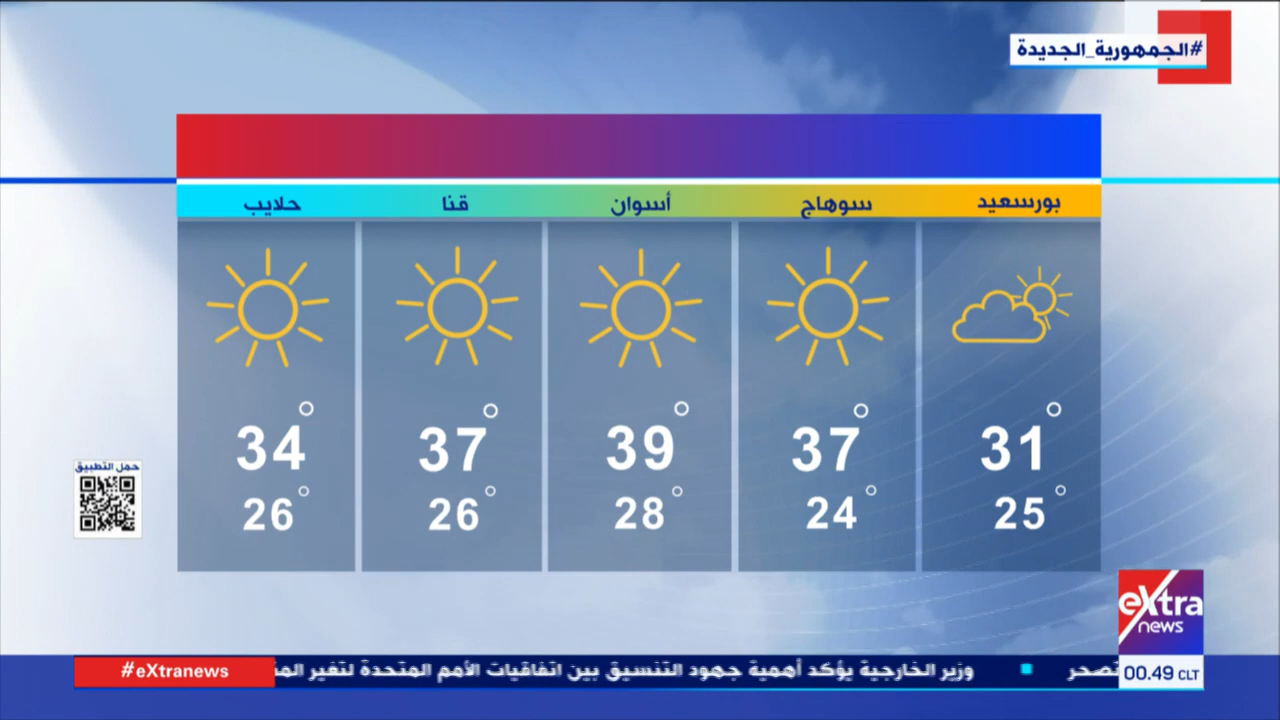 #الجمهورية_الجديدة
بورسعيد
سوهاج
أسوان
قنا
حلايب
31°
37°
39°
37°
34°
25°
24°
28°
26°
26°
حمل التطبيق
eXtra
news
تصحر ■ وزير الخارجية يؤكد أهمية جهود التنسيق بين اتفاقيات الأمم المتحدة لتغير
#eXtranews
00.49 CLT